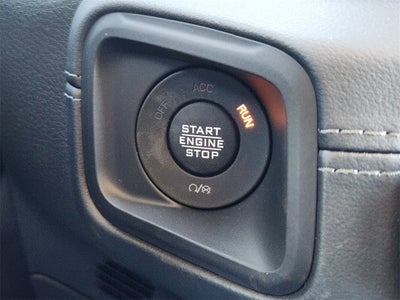 OFF
ACC
RUN
START
ENGINE
STOP